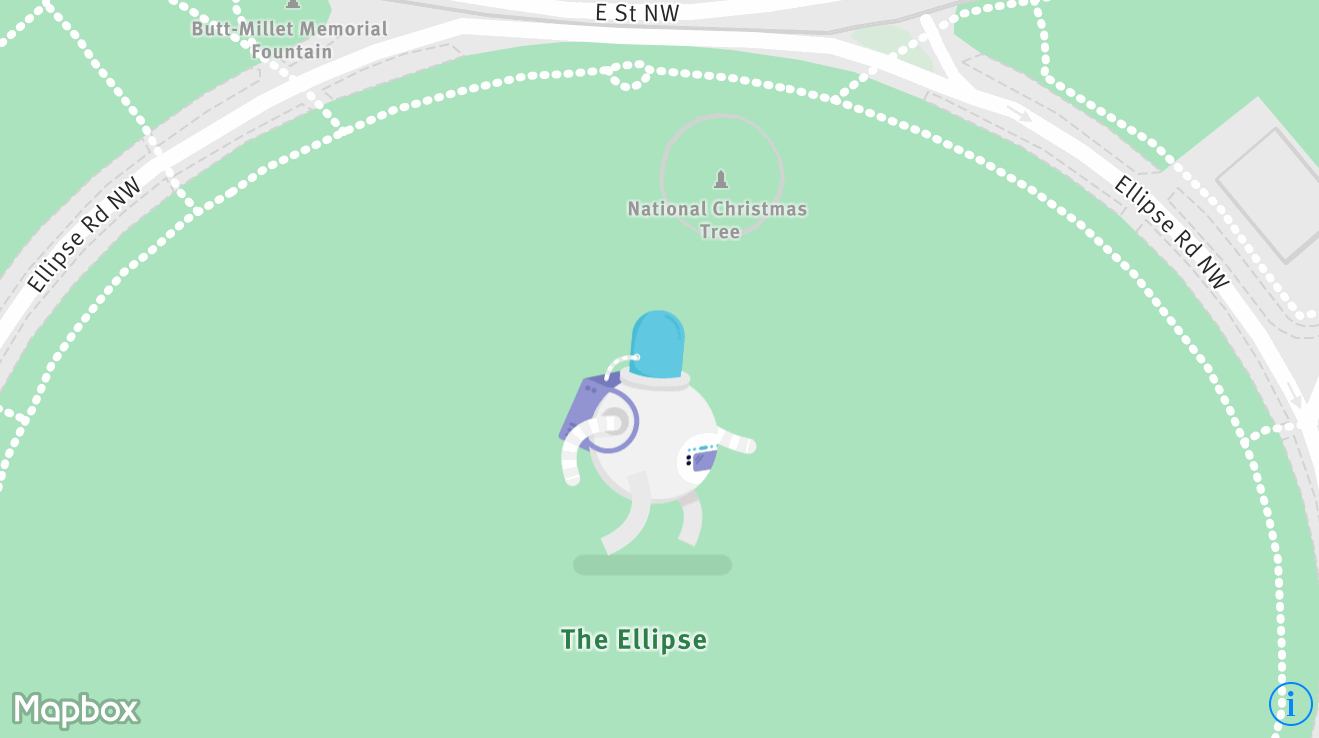 E St NW
Butt-Millet Memorial
Fountain
Ellipse Rd NW
Ellipse Rd NW
National Christmas
Tree
The Ellipse
Mapbox
i